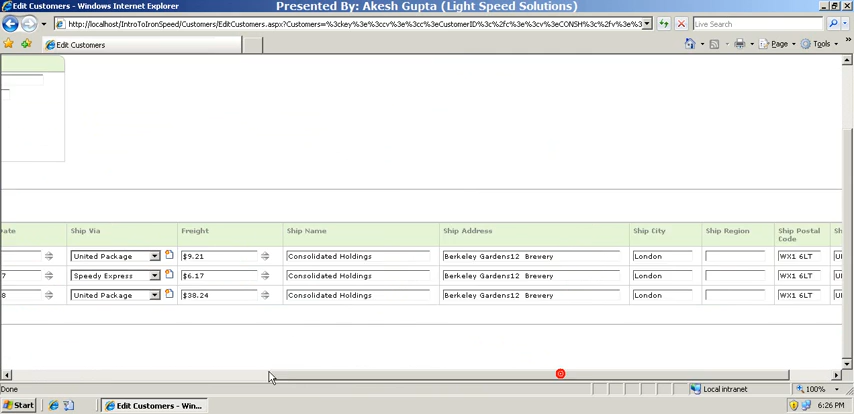 Edit Customers - Windows Internet Explorer
Presented By: Akesh Gupta (Light Speed Solutions)
http://localhost/IntroToIronSpeed/Customers/EditCustomers.aspx?Customers=%3ckey%3e%3ccv%3e%3cc%3eCustomerID%3c%2fc%3e%3cv%3eCONSH%3c%2fv%3e%3
Live Search
Edit Customers
Page
Tools
Date Ship Via Freight Ship Name Ship Address Ship City Ship Region Ship Postal Code
United Package $9.21 Consolidated Holdings Berkeley Gardens12 Brewery London WX1 6LT
7 Speedy Express $6.17 Consolidated Holdings Berkeley Gardens12 Brewery London WX1 6LT
8 United Package $38.24 Consolidated Holdings Berkeley Gardens12 Brewery London WX1 6LT
Done
Local intranet
100%
Start
Edit Customers - Win...
6:26 PM